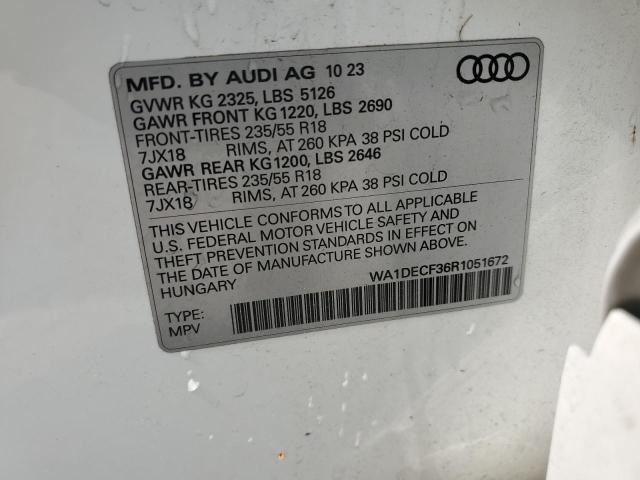 MFD. BY AUDI AG 10 23
GVWR KG 2325, LBS 5126
GAWR FRONT KG 1220, LBS 2690
FRONT-TIRES 235/55 R18
7JX18 RIMS, AT 260 KPA 38 PSI COLD
GAWR REAR KG1200, LBS 2646
REAR-TIRES 235/55 R18
7JX18 RIMS, AT 260 KPA 38 PSI COLD
THIS VEHICLE CONFORMS TO ALL APPLICABLE
U.S. FEDERAL MOTOR VEHICLE SAFETY AND
THEFT PREVENTION STANDARDS IN EFFECT ON
THE DATE OF MANUFACTURE SHOWN ABOVE.
HUNGARY WA1DECF36R1051672
TYPE:
MPV